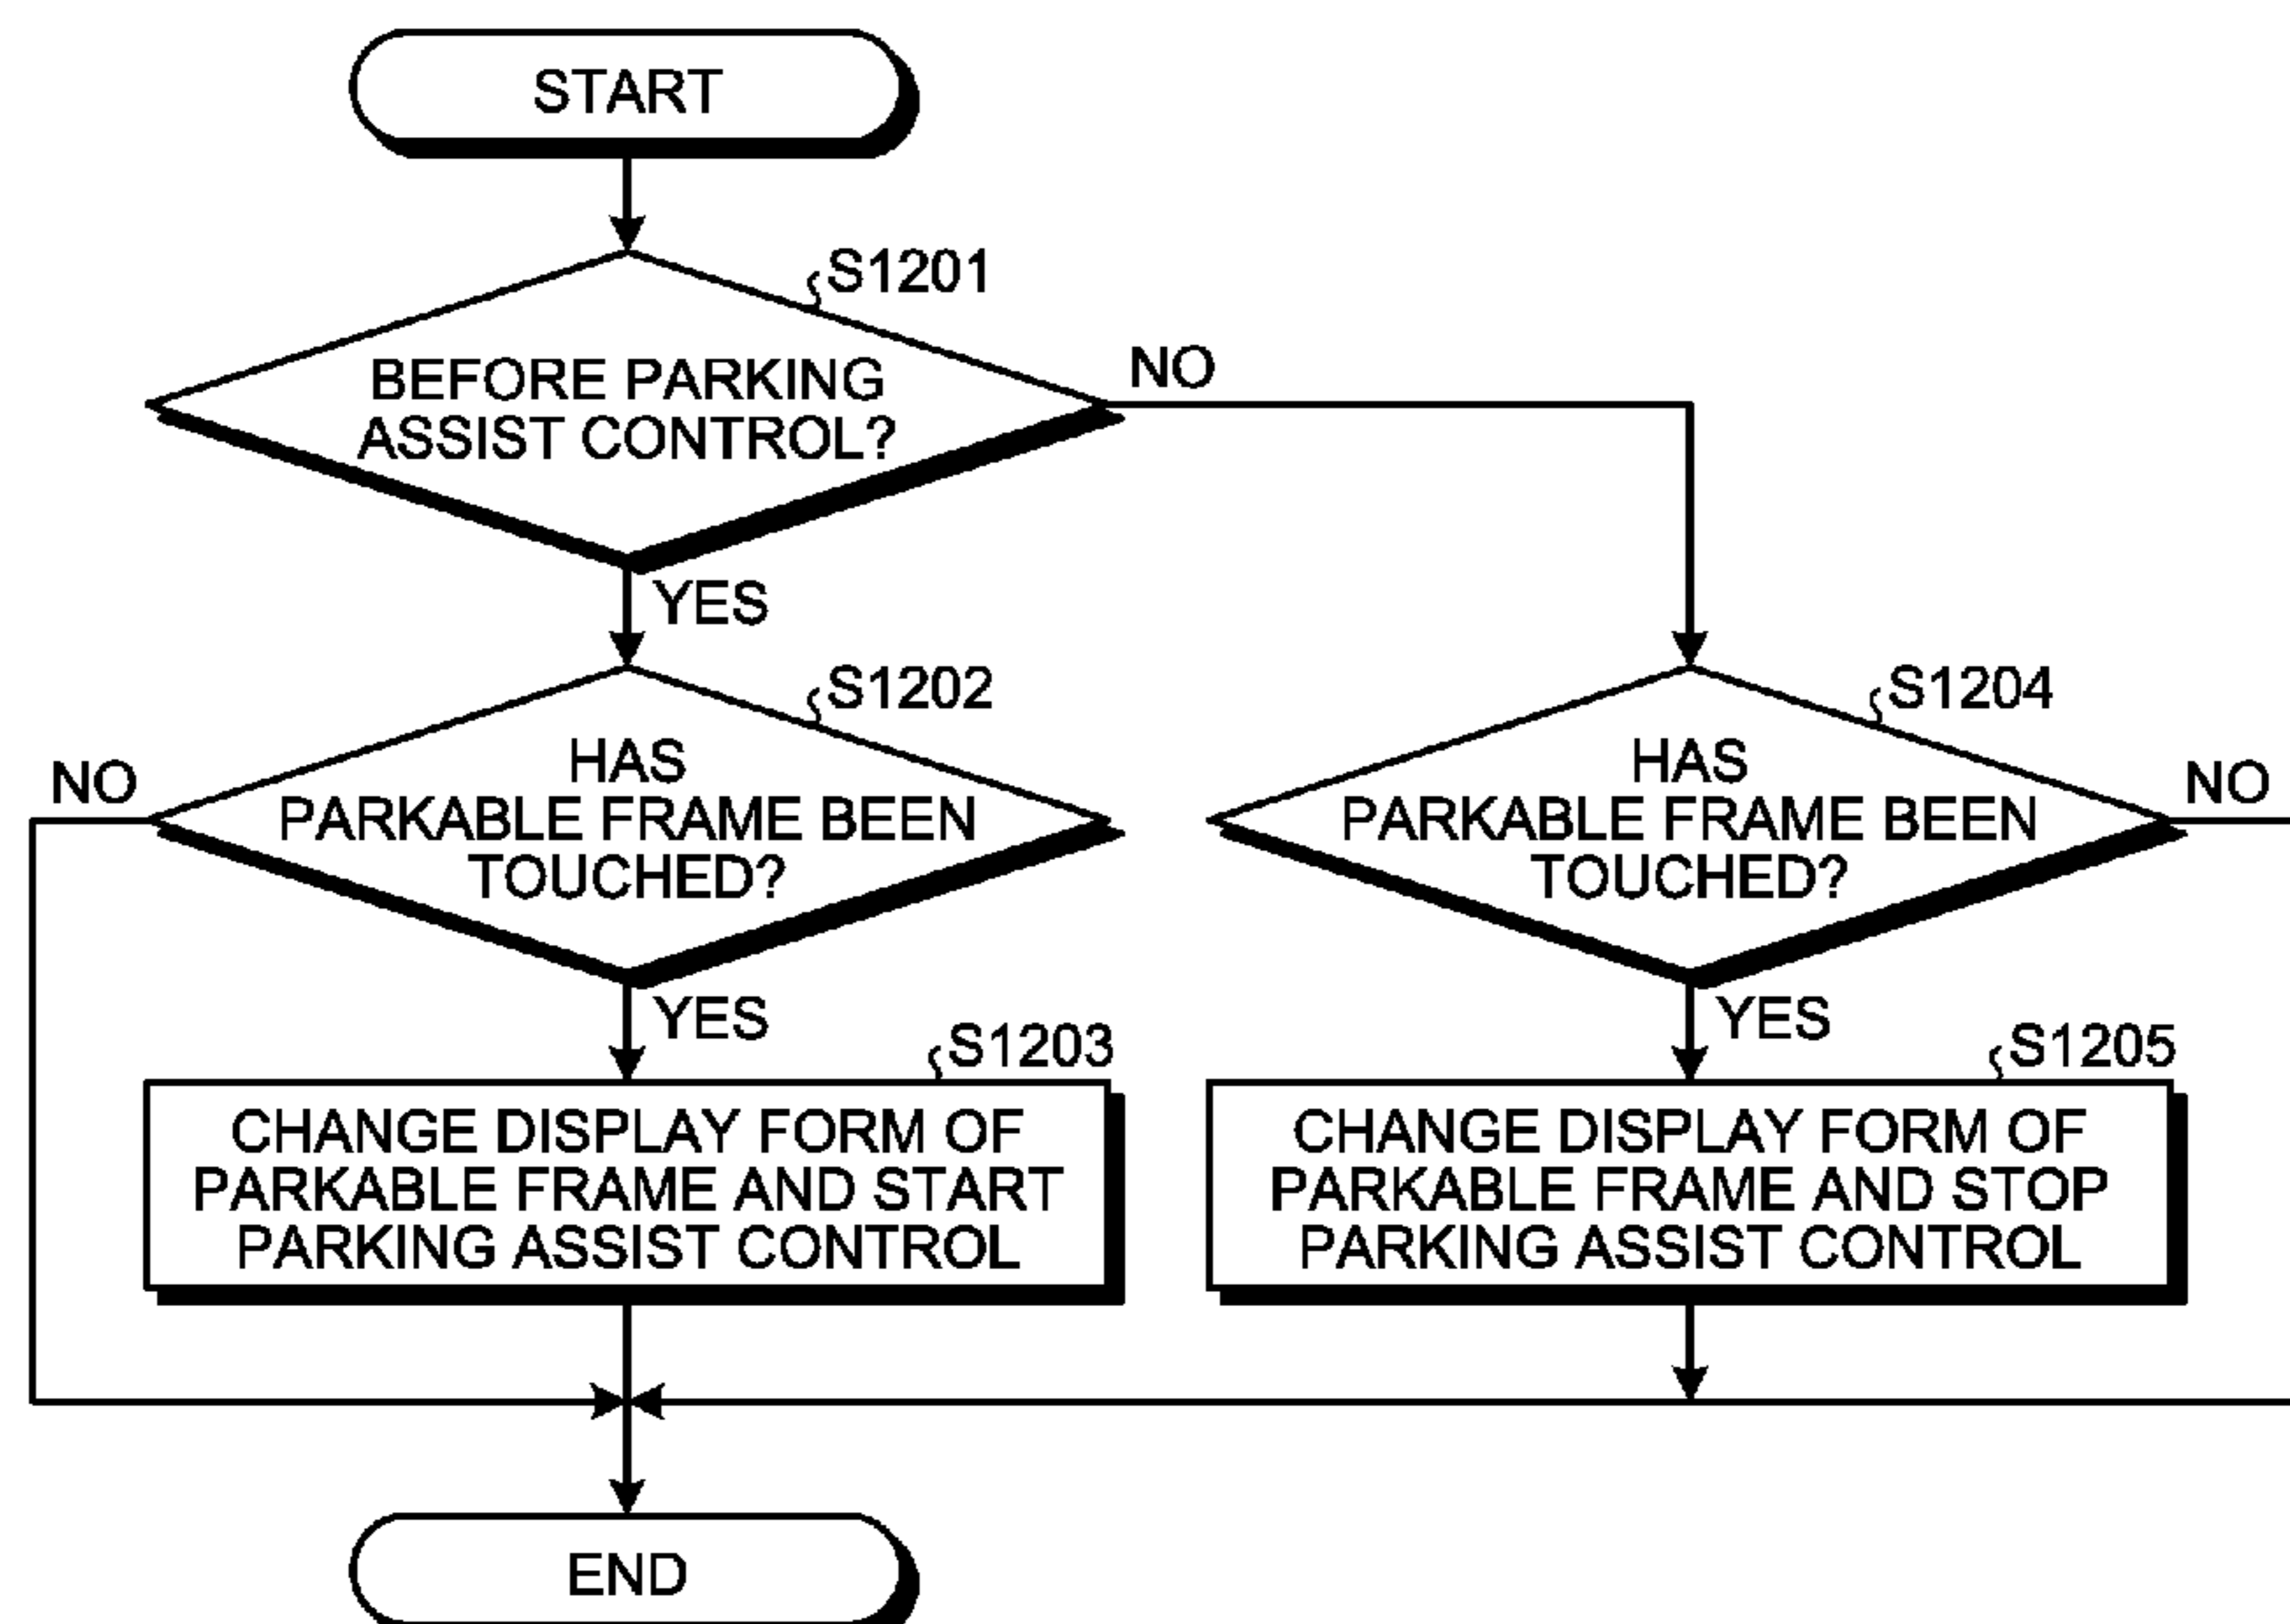 START
S1201
BEFORE PARKING
ASSIST CONTROL?
NO
YES
S1202
HAS
PARKABLE FRAME BEEN
TOUCHED?
NO
YES
S1203
CHANGE DISPLAY FORM OF
PARKABLE FRAME AND START
PARKING ASSIST CONTROL
S1204
HAS
PARKABLE FRAME BEEN
TOUCHED?
NO
YES
S1205
CHANGE DISPLAY FORM OF
PARKABLE FRAME AND STOP
PARKING ASSIST CONTROL
END